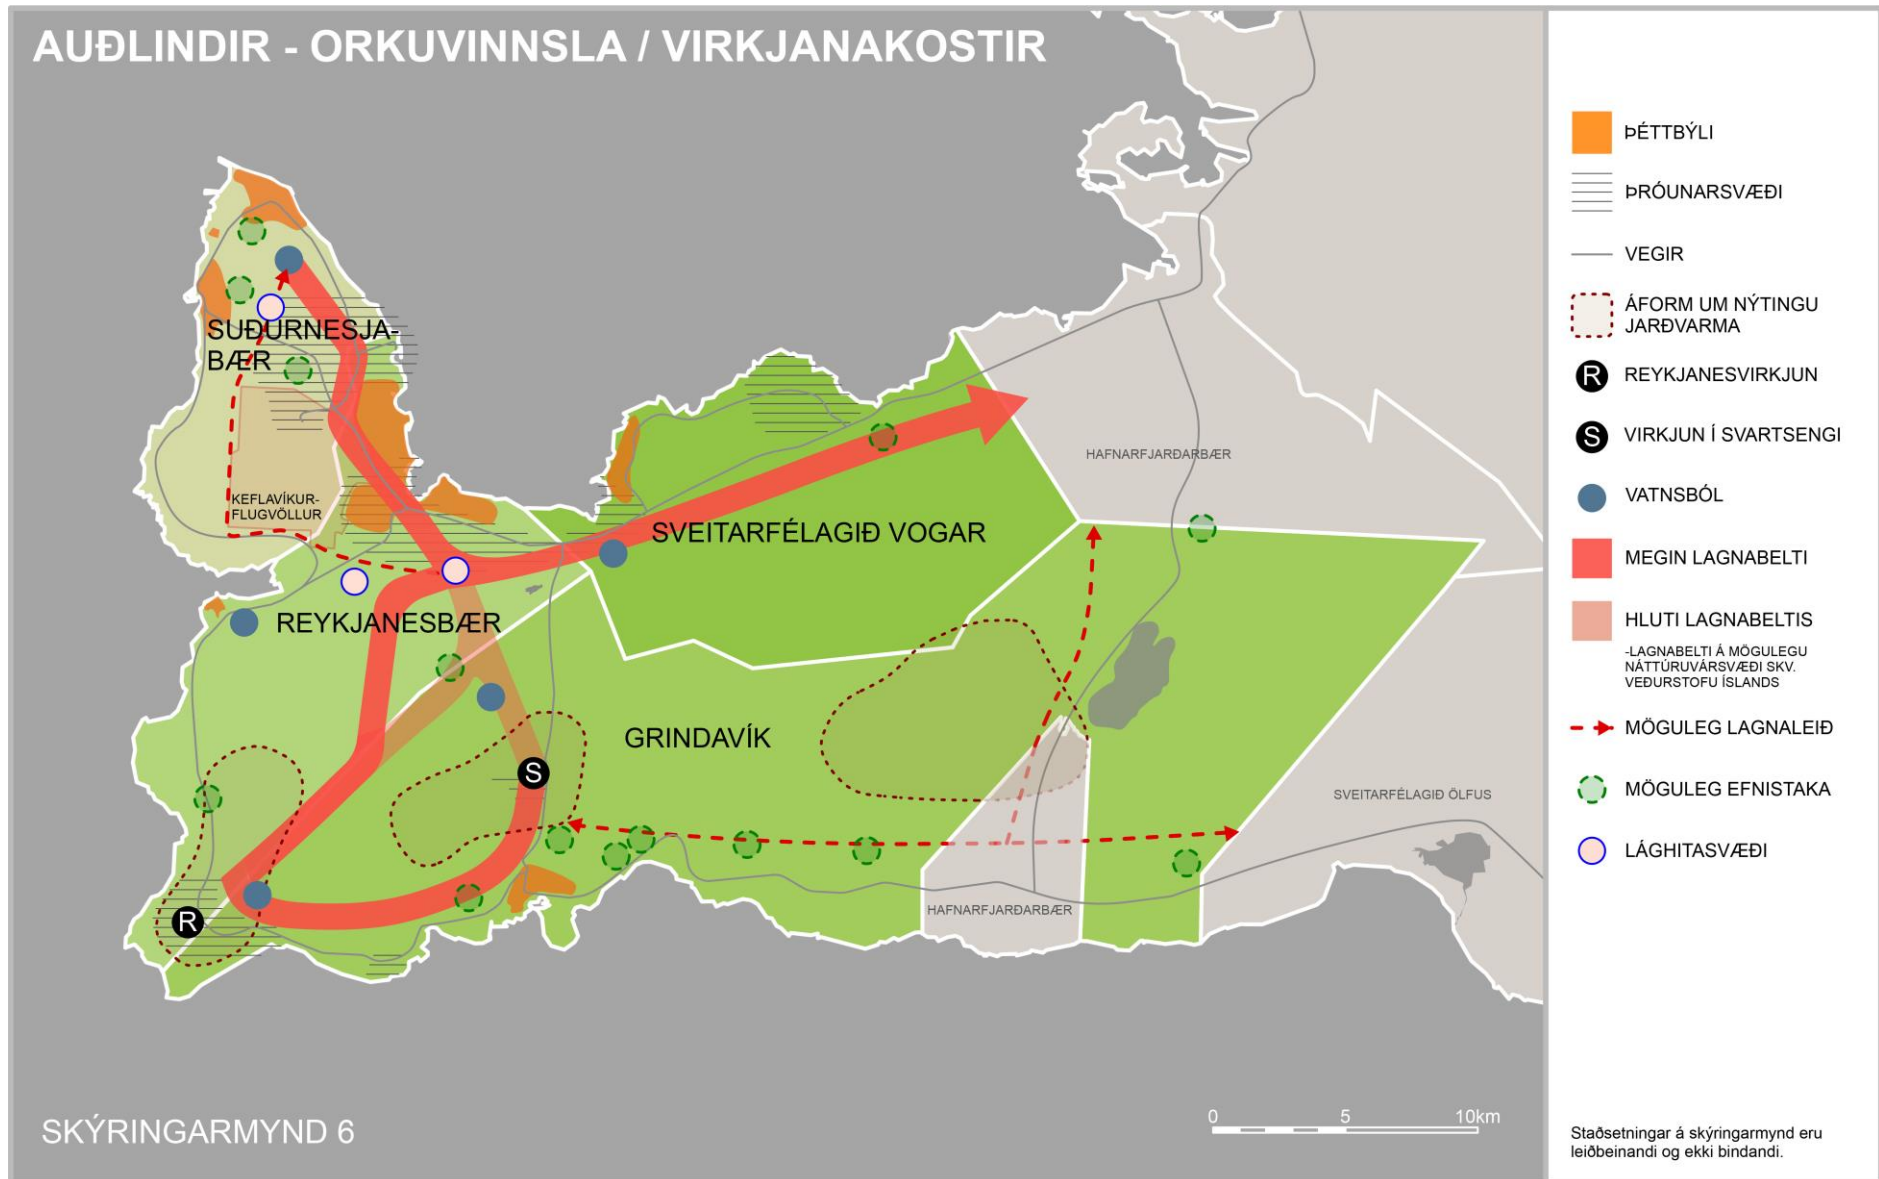 AUÐLINDIR - ORKUVINNSLA / VIRKJANAKOSTIR
SUÐURNESJA-
BÆR
KEFLAVÍKUR-
FLUGVÖLLUR
REYKJANESBÆR
SVEITARFÉLAGIÐ VOGAR
HAFNARFJARÐARBÆR
GRINDAVÍK
S
R
SVEITARFÉLAGIÐ ÖLFUS
HAFNARFJARÐARBÆR
SKÝRINGARMYND 6
0 5 10km
ÞÉTTBÝLI
ÞRÓUNARSVÆÐI
VEGIR
ÁFORM UM NÝTINGU
JARÐVARMA
R REYKJANESVIRKJUN
S VIRKJUN Í SVARTSENGI
VATNSBÓL
MEGIN LAGNABELTI
HLUTI LAGNABELTIS
-LAGNABELTI Á MÖGULEGU
NÁTTÚRUVÁRSVÆÐI SKV.
VEÐURSTOFU ÍSLANDS
MÖGULEG LAGNALEIÐ
MÖGULEG EFNISTAKA
LÁGHITASVÆÐI
Staðsetningar á skýringarmynd eru
leiðbeinandi og ekki bindandi.